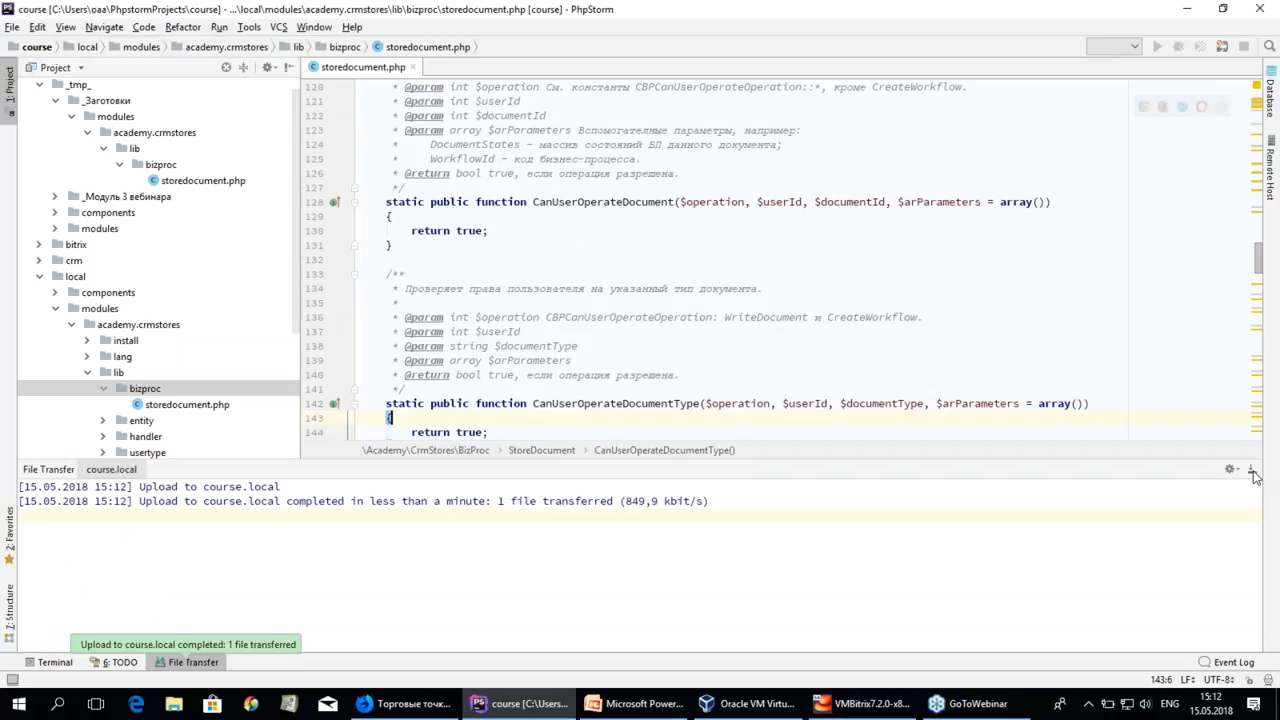 course [C:\Users\oaa\PhpstormProjects\course] - ...\local\modules\academy.crmstores\lib\bizproc\storedocument.php [course] - PhpStorm
File Edit View Navigate Code Refactor Run Tools VCS Window Help
course local modules academy.crmstores lib bizproc storedocument.php
Project
storedocument.php
_tmp_
_Заготовки
modules
academy.crmstores
lib
bizproc
storedocument.php
_Модуль 3 вебинара
components
modules
bitrix
crm
local
components
modules
academy.crmstores
install
lang
lib
bizproc
storedocument.php
entity
handler
usertype
120 * @param int $operation См. константы CBPCanUserOperateOperation::*, кроме CreateWorkflow.
121 * @param int $userId
122 * @param int $documentId
123 * @param array $arParameters Вспомогателные параметры, например:
124 * DocumentStates - массив состояний БП данного документа;
125 * WorkflowId - код бизнес-процесса.
126 * @return bool true, если операция разрешена.
127 */
128 static public function CanUserOperateDocument($operation, $userId, $documentId, $arParameters = array())
129 {
130 return true;
131 }
132
133 /**
134 * Проверяет права пользователя на указанный тип документа.
135 *
136 * @param int $operation CBPCanUserOperateOperation: WriteDocument и CreateWorkflow.
137 * @param int $userId
138 * @param string $documentType
139 * @param array $arParameters
140 * @return bool true, если операция разрешена.
141 */
142 static public function CanUserOperateDocumentType($operation, $userId, $documentType, $arParameters = array())
143 {
144 return true;
\Academy\CrmStores\BizProc StoreDocument CanUserOperateDocumentType()
1: Project
2: Favorites
7: Structure
Database
Remote Host
File Transfer course.local
[15.05.2018 15:12] Upload to course.local
[15.05.2018 15:12] Upload to course.local completed in less than a minute: 1 file transferred (849,9 kbit/s)
Upload to course.local completed: 1 file transferred
Terminal 6: TODO File Transfer Event Log
143:6 LF÷ UTF-8÷
Торговые точк... course [C:\Users... Microsoft Power... Oracle VM Virtu... VMBitrix7.2.0-x8... GoToWebinar ENG
15:12
15.05.2018